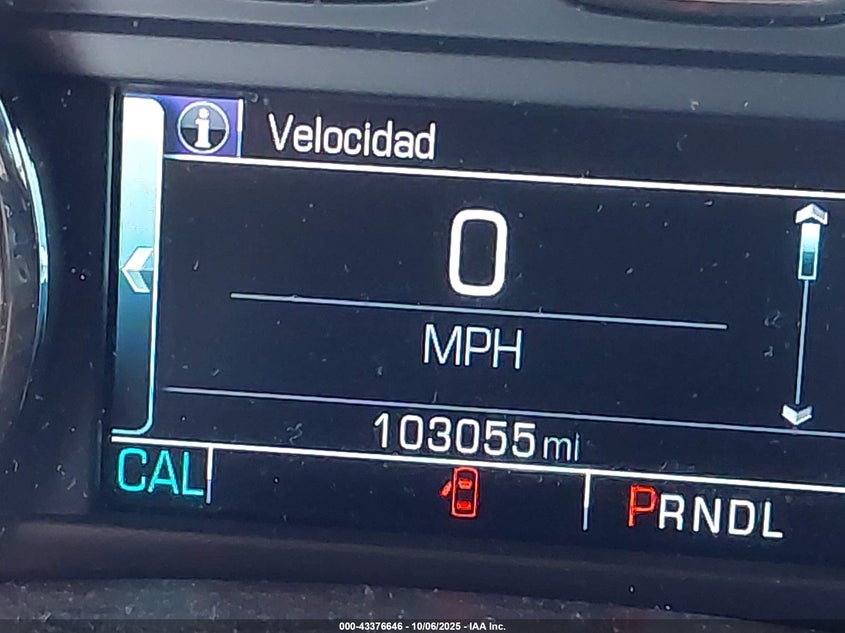 Velocidad
0
MPH
103055 mi
CAL
PRNDL
000-43376646 - 10/06/2025 - IAA Inc.